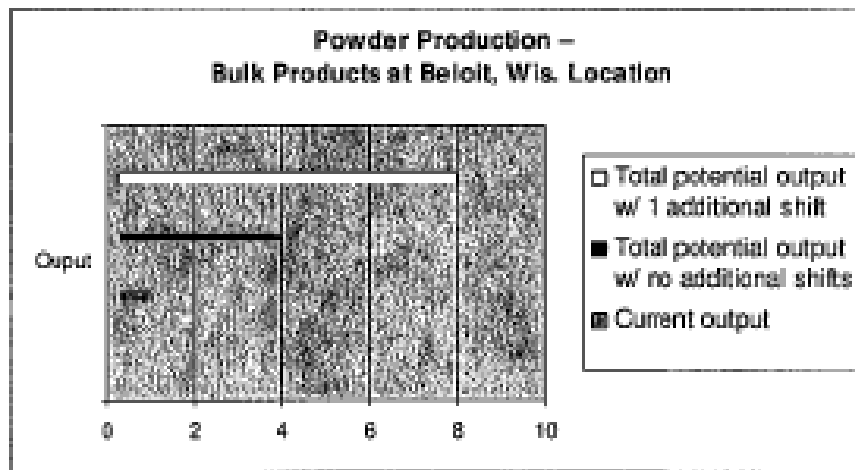 Powder Production –
Bulk Products at Beloit, Wis. Location
Total potential output
w/ 1 additional shift
Total potential output
w/ no additional shifts
Current output
Ouput
0 2 4 6 8 10